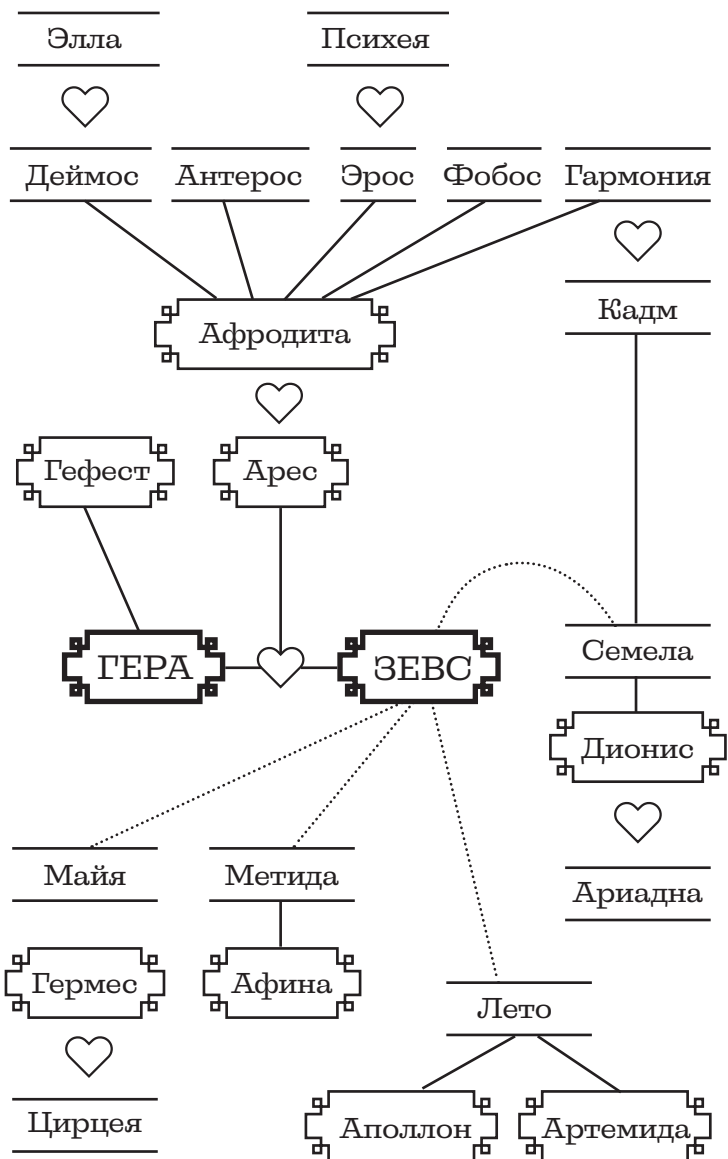 Элла
Психея
Деймос
Антерос
Эрос
Фобос
Гармония
Кадм
Афродита
Гефест
Арес
ГЕРА
ЗЕВС
Семела
Дионис
Майя
Метида
Ариадна
Гермес
Афина
Лето
Цирцея
Аполлон
Артемида